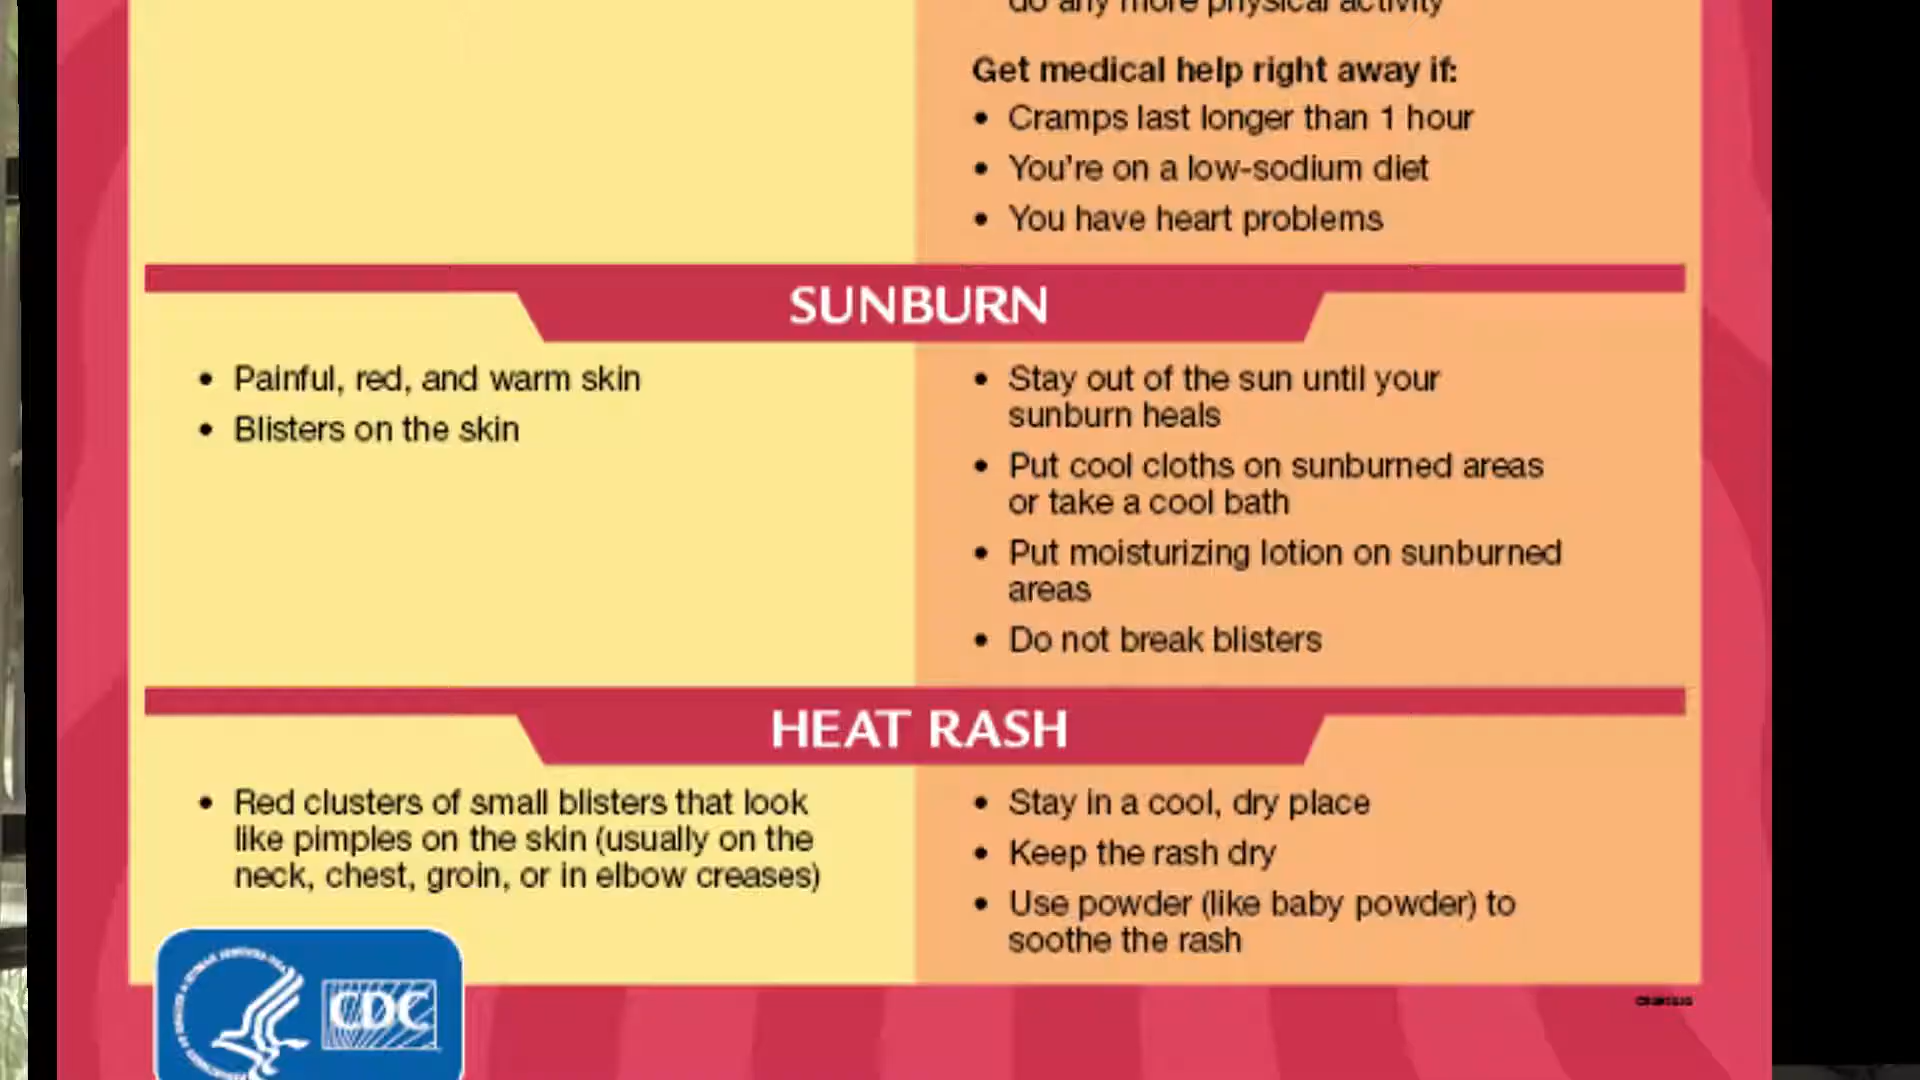 do any more physical activity
Get medical help right away if:
• Cramps last longer than 1 hour
• You're on a low-sodium diet
• You have heart problems
SUNBURN
• Painful, red, and warm skin
• Blisters on the skin
• Stay out of the sun until your
sunburn heals
• Put cool cloths on sunburned areas
or take a cool bath
• Put moisturizing lotion on sunburned
areas
• Do not break blisters
HEAT RASH
• Red clusters of small blisters that look
like pimples on the skin (usually on the
neck, chest, groin, or in elbow creases)
• Stay in a cool, dry place
• Keep the rash dry
• Use powder (like baby powder) to
soothe the rash
CDC